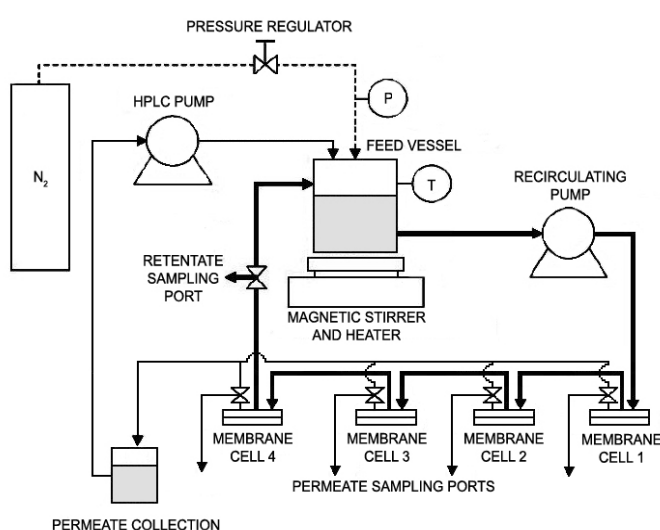 PRESSURE REGULATOR
P
HPLC PUMP
FEED VESSEL
N2
T
RECIRCULATING
PUMP
RETENTATE
SAMPLING
PORT
MAGNETIC STIRRER
AND HEATER
MEMBRANE
CELL 4
MEMBRANE
CELL 3
MEMBRANE
CELL 2
MEMBRANE
CELL 1
PERMEATE SAMPLING PORTS
PERMEATE COLLECTION